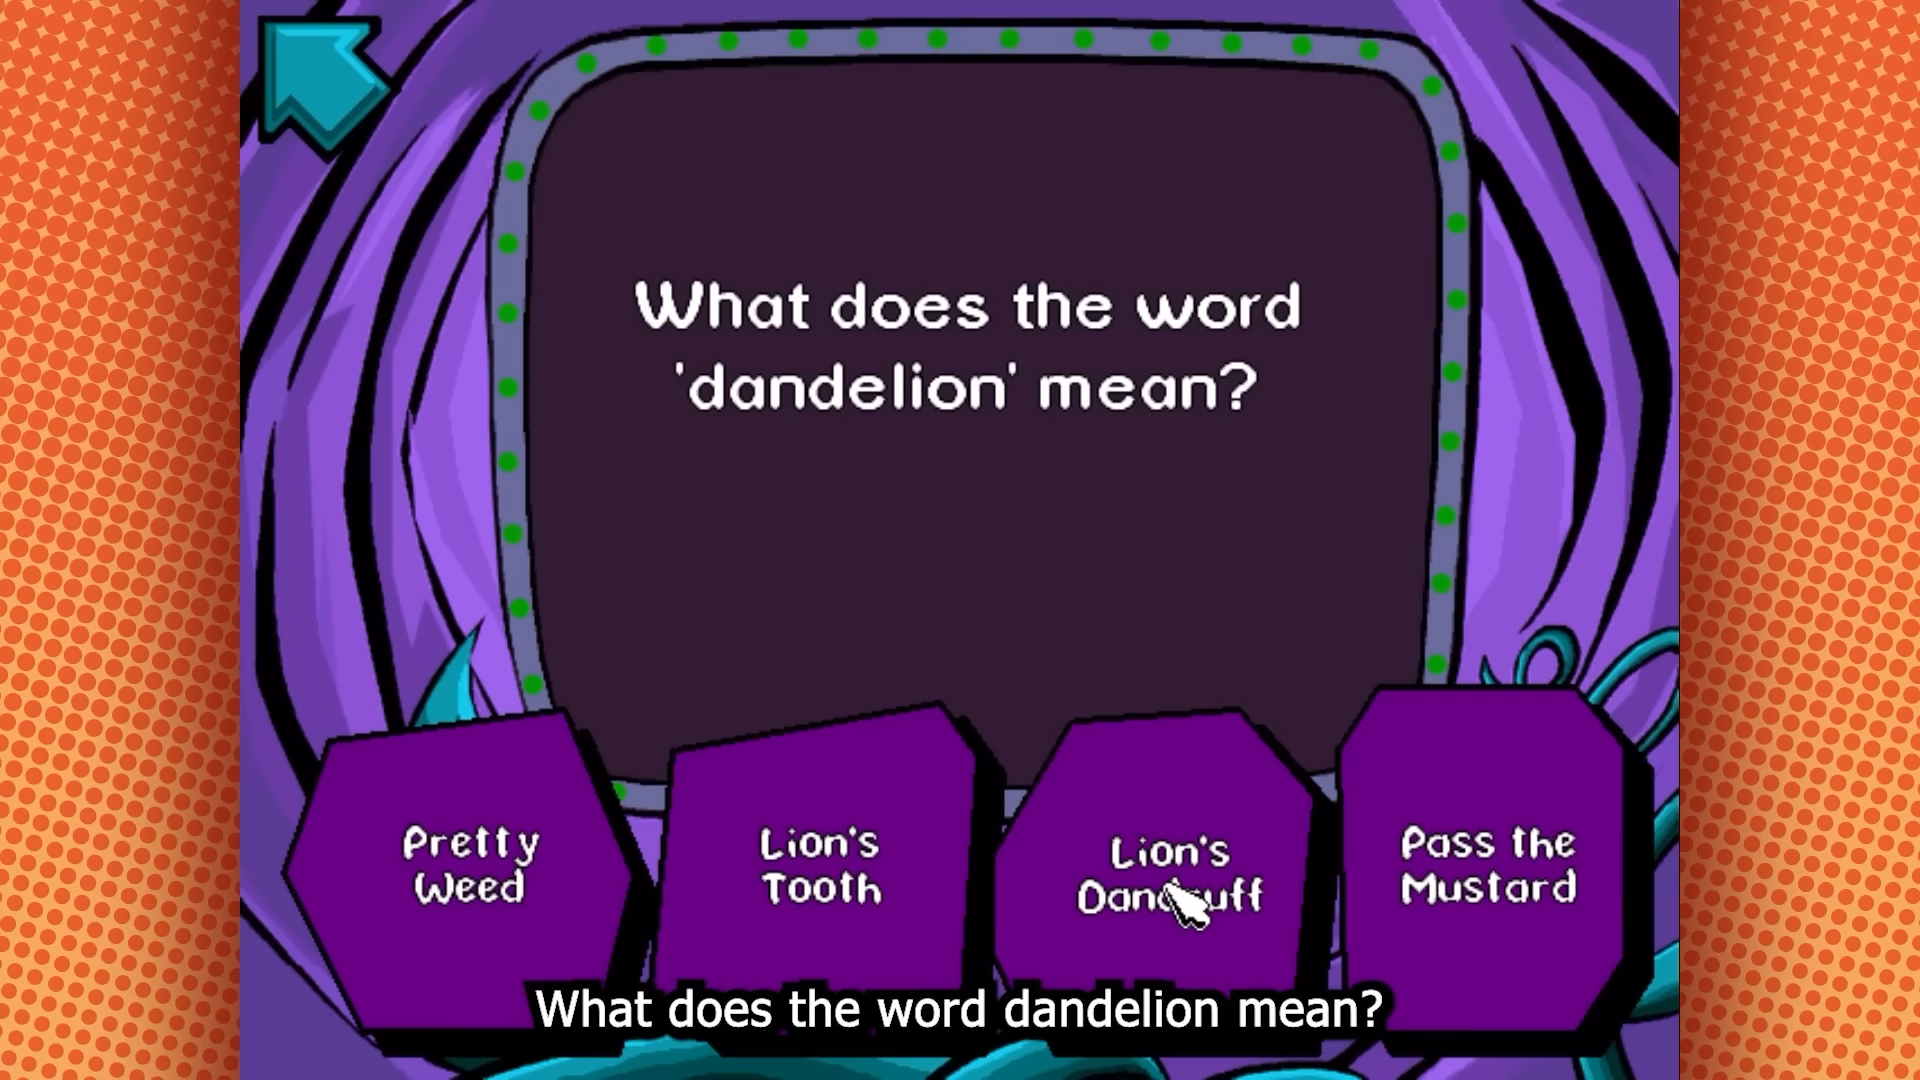 What does the word
'dandelion' mean?
Pretty
Weed
Lion's
Tooth
Lion's
Dandruff
Pass the
Mustard
What does the word dandelion mean?